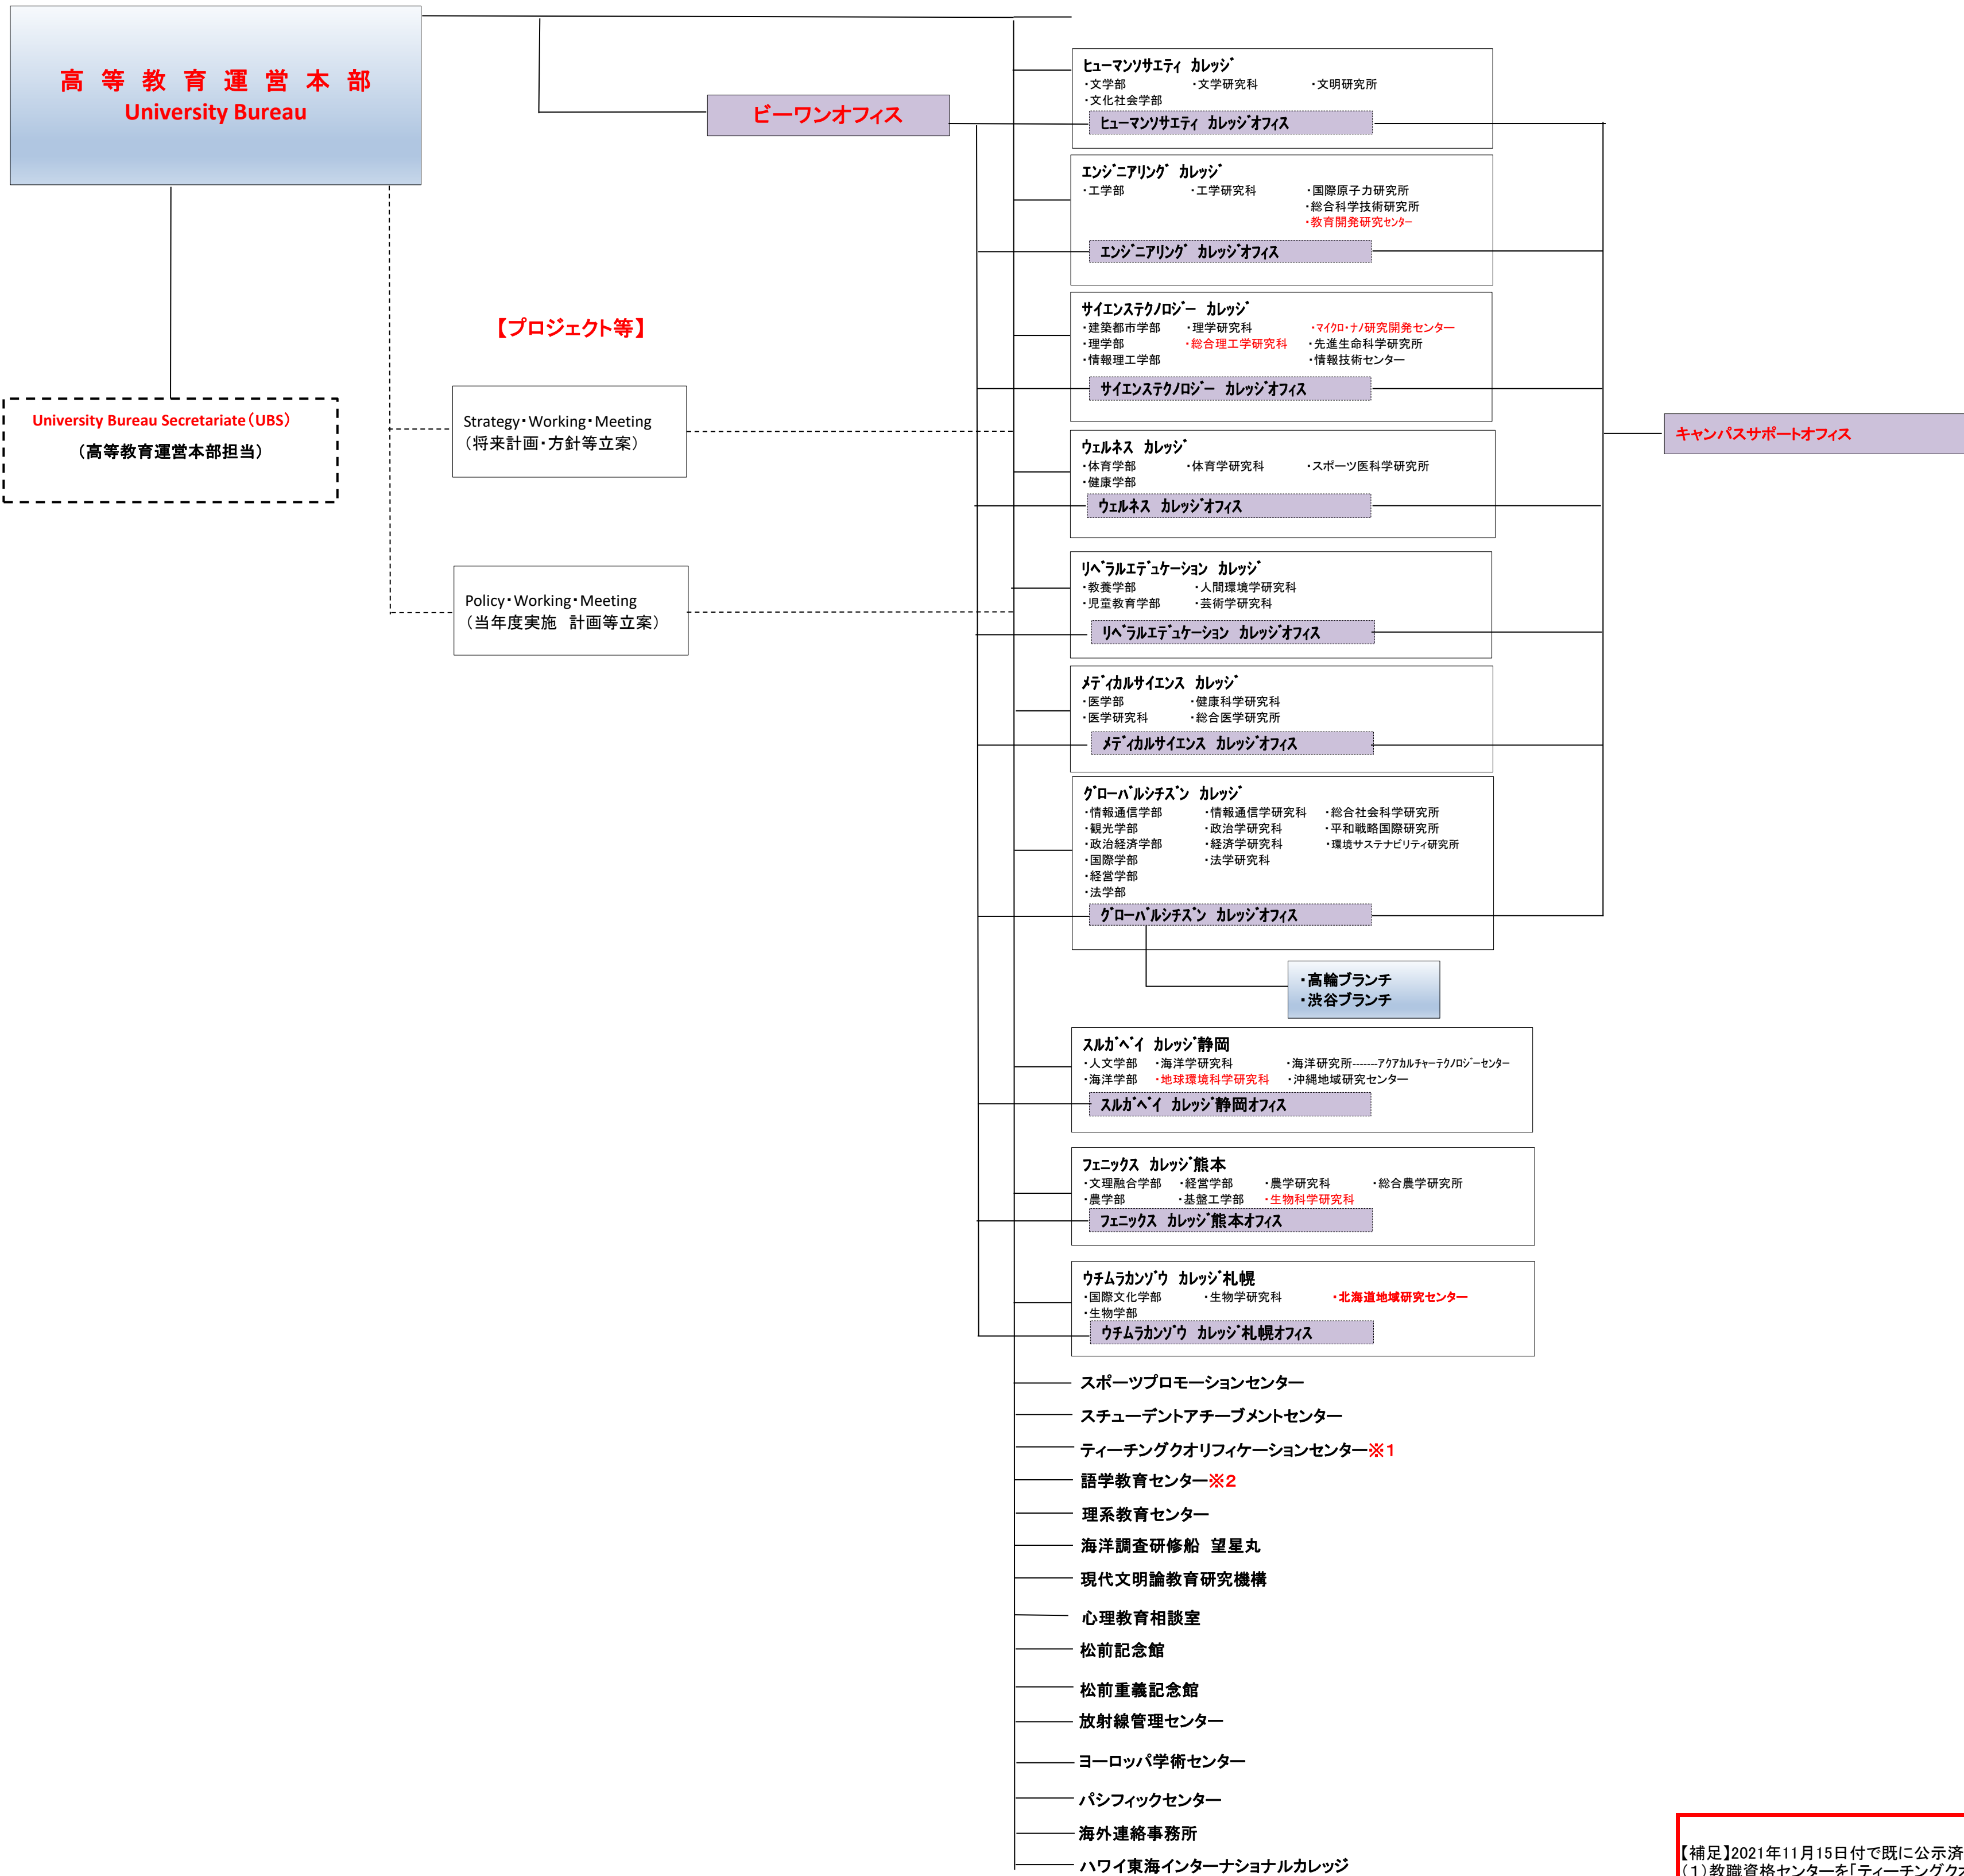 高等教育運営本部
University Bureau
ビーワンオフィス
University Bureau Secretariate（UBS）
（高等教育運営本部担当）
【プロジェクト等】
Strategy・Working・Meeting
（将来計画・方針等立案）
Policy・Working・Meeting
（当年度実施　計画等立案）
ﾋｭｰﾏﾝｿｻｴﾃｨ ｶﾚｯｼﾞ
・文学部 ・文学研究科 ・文明研究所
・文化社会学部
ﾋｭｰﾏﾝｿｻｴﾃｨ ｶﾚｯｼﾞｵﾌｨｽ
ｴﾝｼﾞﾆｱﾘﾝｸﾞ ｶﾚｯｼﾞ
・工学部 ・工学研究科 ・国際原子力研究所
・総合科学技術研究所
・教育開発研究ｾﾝﾀｰ
ｴﾝｼﾞﾆｱﾘﾝｸﾞ ｶﾚｯｼﾞｵﾌｨｽ
ｻｲｴﾝｽﾃｸﾉﾛｼﾞｰ ｶﾚｯｼﾞ
・建築都市学部 ・理学研究科 ・ﾏｲｸﾛ・ﾅﾉ研究開発センター
・理学部 ・総合理工学研究科 ・先進生命科学研究所
・情報理工学部 ・情報技術センター
ｻｲｴﾝｽﾃｸﾉﾛｼﾞｰ ｶﾚｯｼﾞｵﾌｨｽ
ｳｪﾙﾈｽ ｶﾚｯｼﾞ
・体育学部 ・体育学研究科 ・スポーツ医科学研究所
・健康学部
ｳｪﾙﾈｽ ｶﾚｯｼﾞｵﾌｨｽ
ﾘﾍﾞﾗﾙｴﾃﾞｭｹｰｼｮﾝ ｶﾚｯｼﾞ
・教養学部 ・人間環境学研究科
・児童教育学部 ・芸術学研究科
ﾘﾍﾞﾗﾙｴﾃﾞｭｹｰｼｮﾝ ｶﾚｯｼﾞｵﾌｨｽ
ﾒﾃﾞｨｶﾙｻｲｴﾝｽ ｶﾚｯｼﾞ
・医学部 ・健康科学研究科
・医学研究科 ・総合医学研究所
ﾒﾃﾞｨｶﾙｻｲｴﾝｽ ｶﾚｯｼﾞｵﾌｨｽ
ｸﾞﾛｰﾊﾞﾙｼﾁｽﾞﾝ ｶﾚｯｼﾞ
・情報通信学部 ・情報通信学研究科 ・総合社会科学研究所
・観光学部 ・政治学研究科 ・平和戦略国際研究所
・政治経済学部 ・経済学研究科 ・環境サステナビリティ研究所
・国際学部 ・法学研究科
・経営学部
・法学部
ｸﾞﾛｰﾊﾞﾙｼﾁｽﾞﾝ ｶﾚｯｼﾞｵﾌｨｽ
・高輪ブランチ
・渋谷ブランチ
キャンパスサポートオフィス
ｽﾙｶﾞﾍﾞｲ ｶﾚｯｼﾞ静岡
・人文学部 ・海洋学研究科 ・海洋研究所-------ｱｸｱｶﾙﾁｬｰﾃｸﾉﾛｼﾞｰｾﾝﾀｰ
・海洋学部 ・地球環境科学研究科 ・沖縄地域研究センター
ｽﾙｶﾞﾍﾞｲ ｶﾚｯｼﾞ静岡ｵﾌｨｽ
ﾌｪﾆｯｸｽ ｶﾚｯｼﾞ熊本
・文理融合学部 ・経営学部 ・農学研究科 ・総合農学研究所
・農学部 ・基盤工学部 ・生物科学研究科
ﾌｪﾆｯｸｽ ｶﾚｯｼﾞ熊本ｵﾌｨｽ
ｳﾁﾑﾗｶﾝｿﾞｳ ｶﾚｯｼﾞ札幌
・国際文化学部 ・生物学研究科 ・北海道地域研究センター
・生物学部
ｳﾁﾑﾗｶﾝｿﾞｳ ｶﾚｯｼﾞ札幌ｵﾌｨｽ
スポーツプロモーションセンター
スチューデントアチーブメントセンター
ティーチングクオリフィケーションセンター※1
語学教育センター※2
理系教育センター
海洋調査研修船　望星丸
現代文明論教育研究機構
心理教育相談室
松前記念館
松前重義記念館
放射線管理センター
ヨーロッパ学術センター
パシフィックセンター
海外連絡事務所
ハワイ東海インターナショナルカレッジ
【補足】2021年11月15日付で既に公示済
（1）教職資格センターを「ティーチングクオ